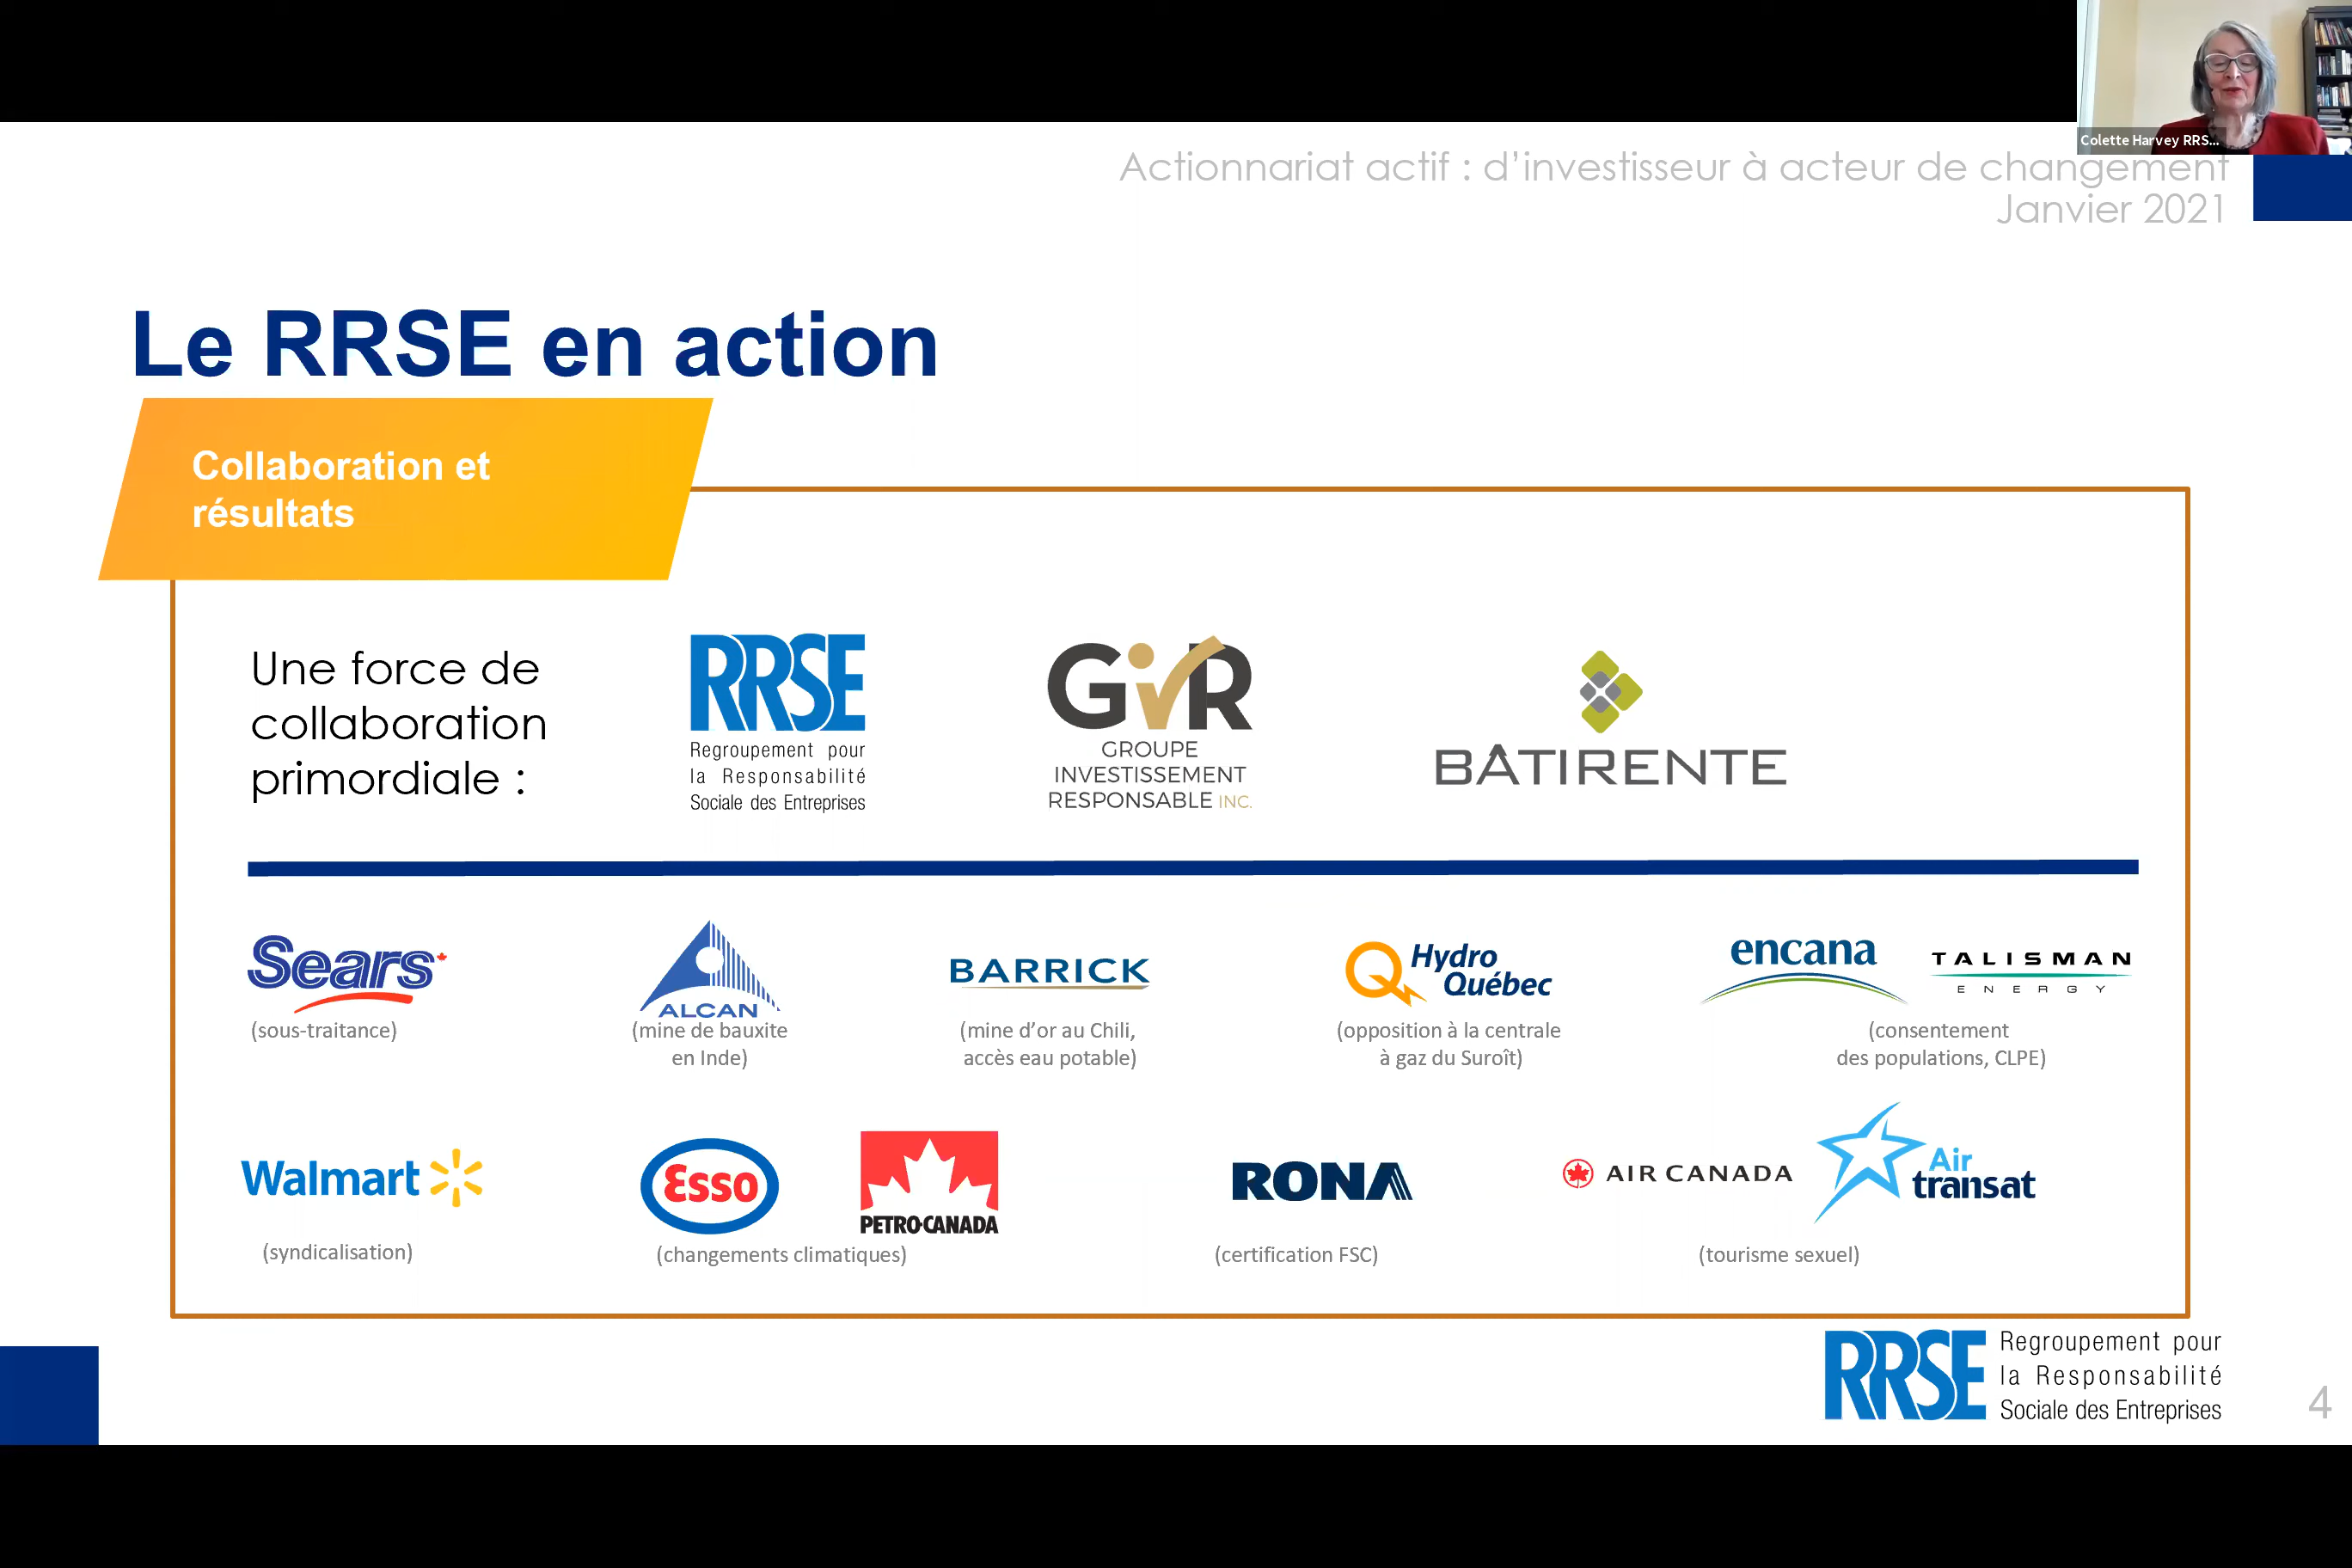 Colette Harvey RRS...
Actionnariat actif : d’investisseur à acteur de changement
Janvier 2021
Le RRSE en action
Collaboration et
résultats
Une force de
collaboration
primordiale :
RRSE
Regroupement pour
la Responsabilité
Sociale des Entreprises
GIR
GROUPE
INVESTISSEMENT
RESPONSABLE INC.
BÂTIRENTE
Sears
(sous-traitance)
ALCAN
(mine de bauxite
en Inde)
BARRICK
(mine d’or au Chili,
accès eau potable)
Hydro
Québec
(opposition à la centrale
à gaz du Suroît)
encana
TALISMAN
ENERGY
(consentement
des populations, CLPE)
Walmart
(syndicalisation)
Esso
PETRO-CANADA
(changements climatiques)
RONA
(certification FSC)
AIR CANADA
Air
transat
(tourisme sexuel)
RRSE
Regroupement pour
la Responsabilité
Sociale des Entreprises
4